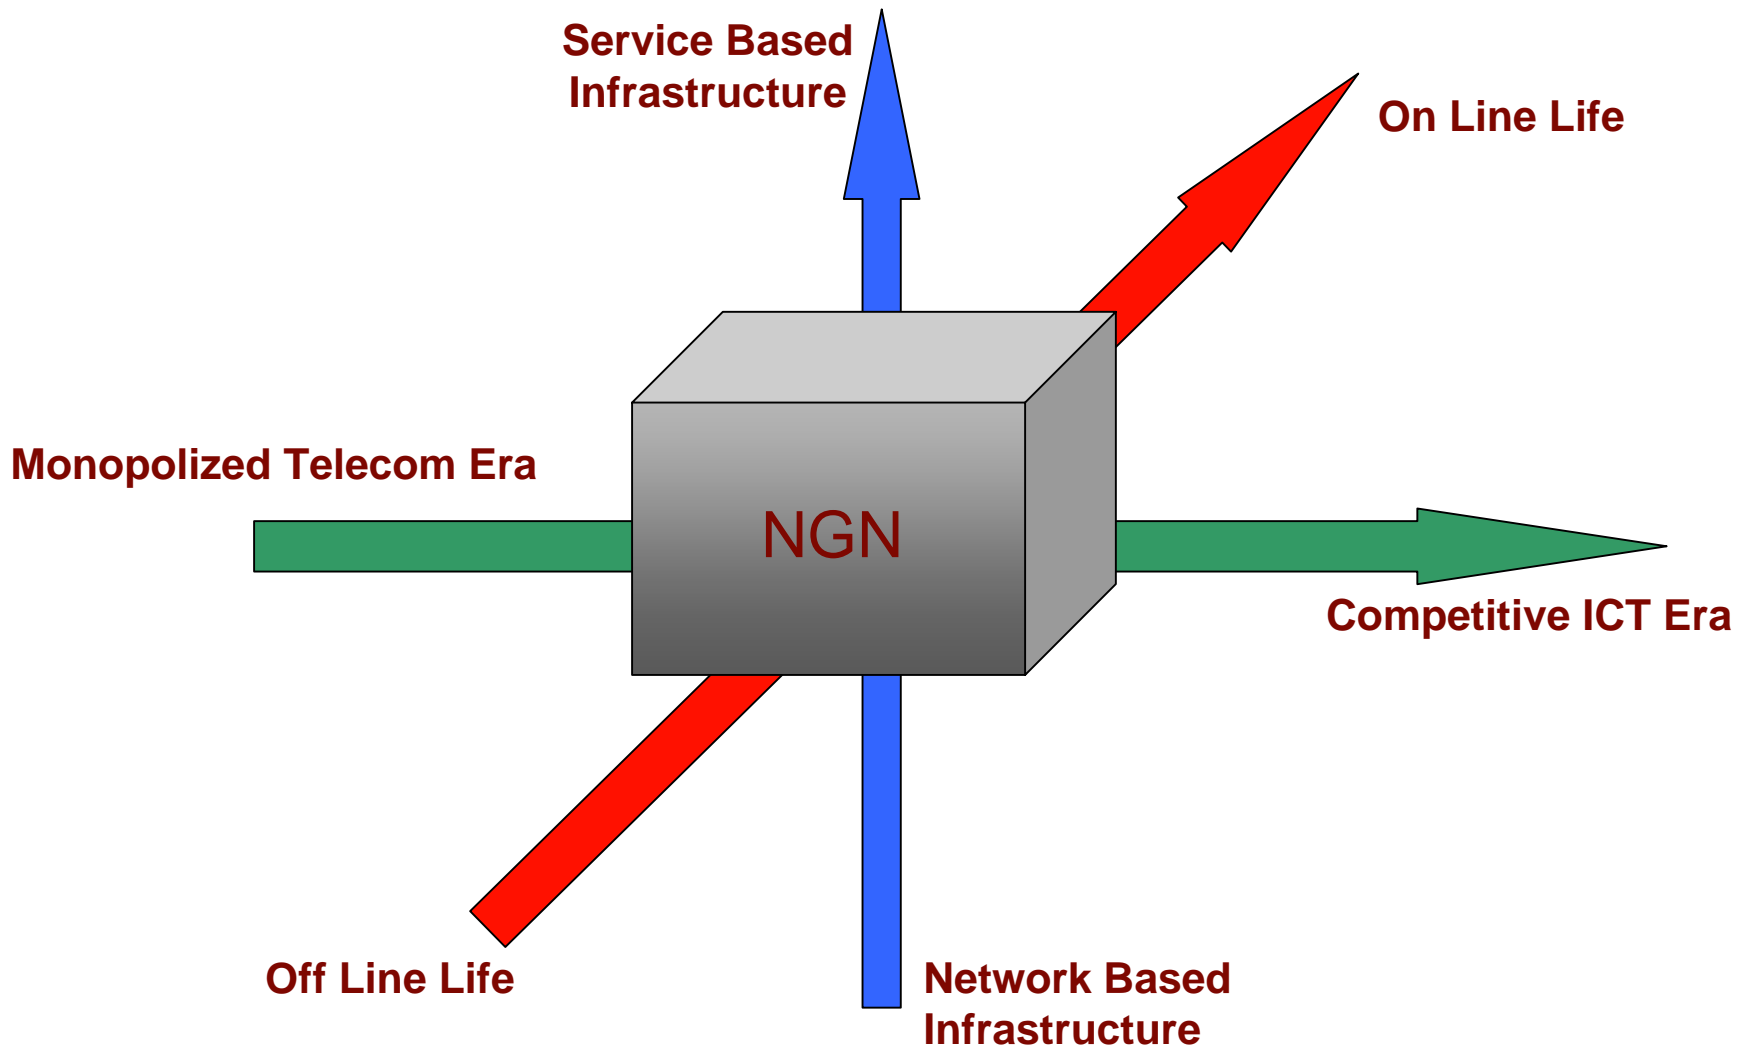 Service Based
Infrastructure
On Line Life
Monopolized Telecom Era
NGN
Competitive ICT Era
Off Line Life
Network Based
Infrastructure